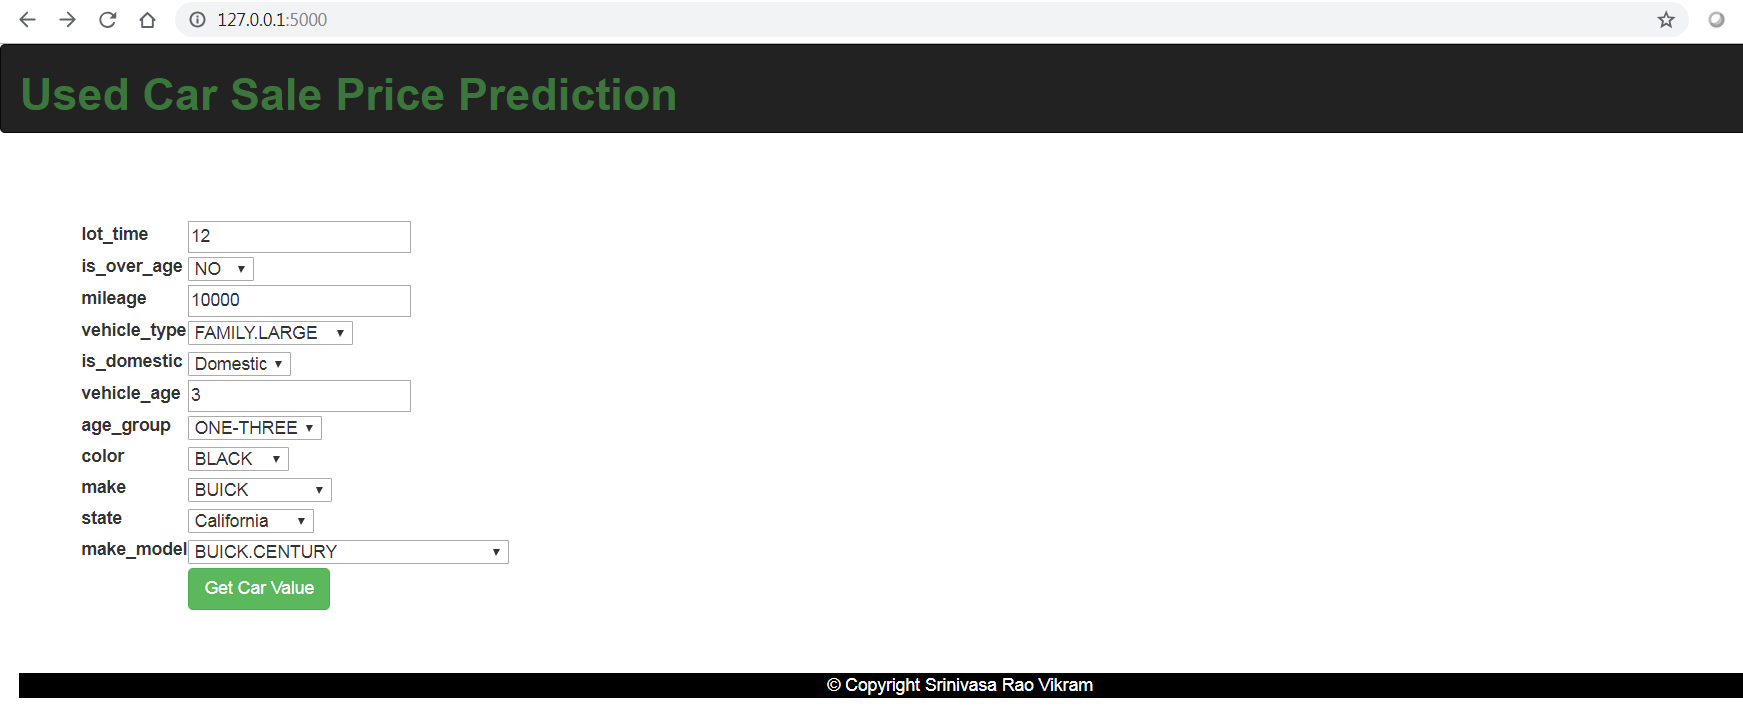 127.0.0.1:5000
Used Car Sale Price Prediction
lot_time 12
is_over_age NO
mileage 10000
vehicle_type FAMILY.LARGE
is_domestic Domestic
vehicle_age 3
age_group ONE-THREE
color BLACK
make BUICK
state California
make_model BUICK.CENTURY
Get Car Value
© Copyright Srinivasa Rao Vikram